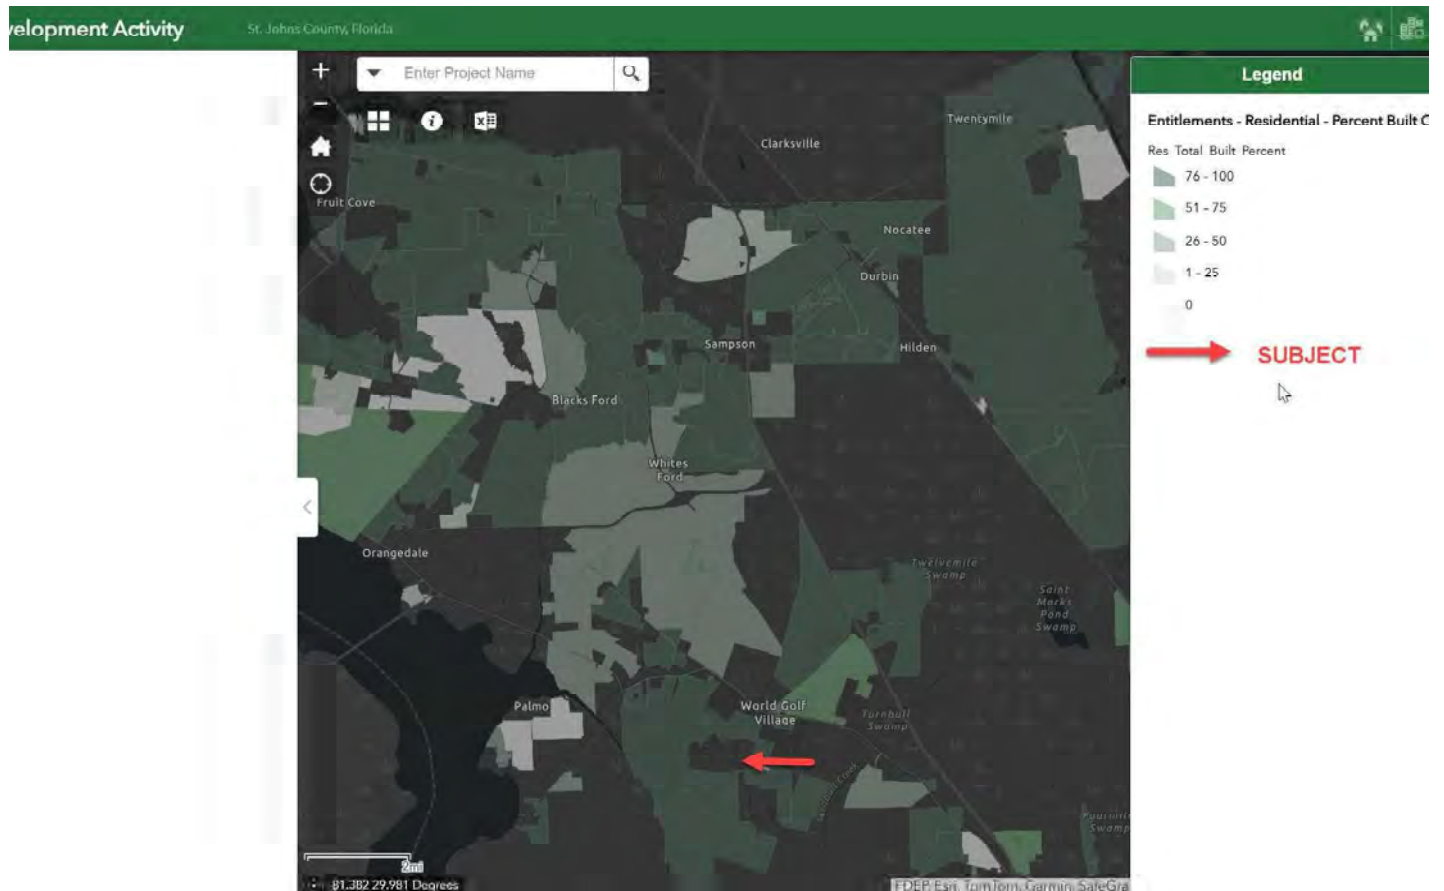 velopment Activity
St. Johns County, Florida
Enter Project Name
Legend
Entitlements - Residential - Percent Built
Res Total Built Percent
76 - 100
51 - 75
26 - 50
1 - 25
0
SUBJECT
Twentymile
Clarksville
Fruit Cove
Nocatee
Durbin
Sampson
Hilden
Blacks Ford
Whites
Ford
Orangedale
Twelvemile
Swamp
Saint
Marks
Pond
Swamp
Palmo
World Golf
Village
Turnbull
Swamp
Creek
Swamp
2mi
81.382 29.981 Degrees
FDEP, Esri, TomTom, Garmin, SafeGra